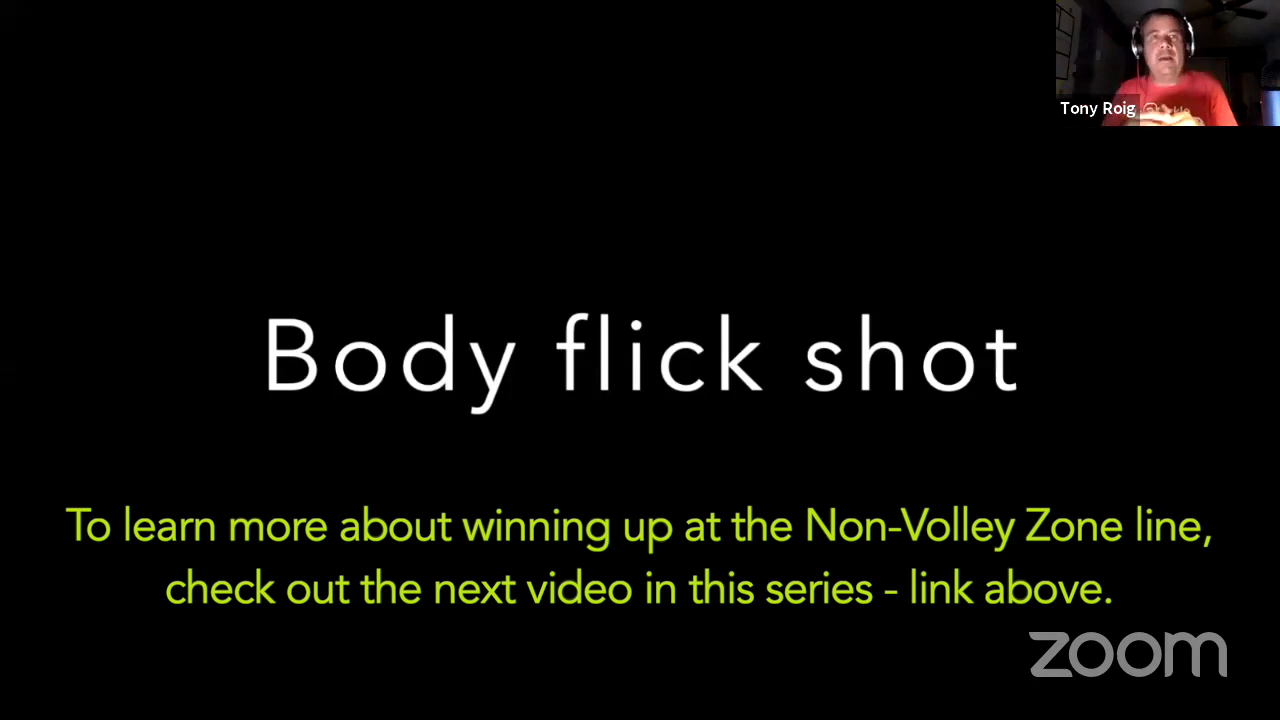 Tony Roig
Body flick shot
To learn more about winning up at the Non-Volley Zone line,
check out the next video in this series - link above.
zoom